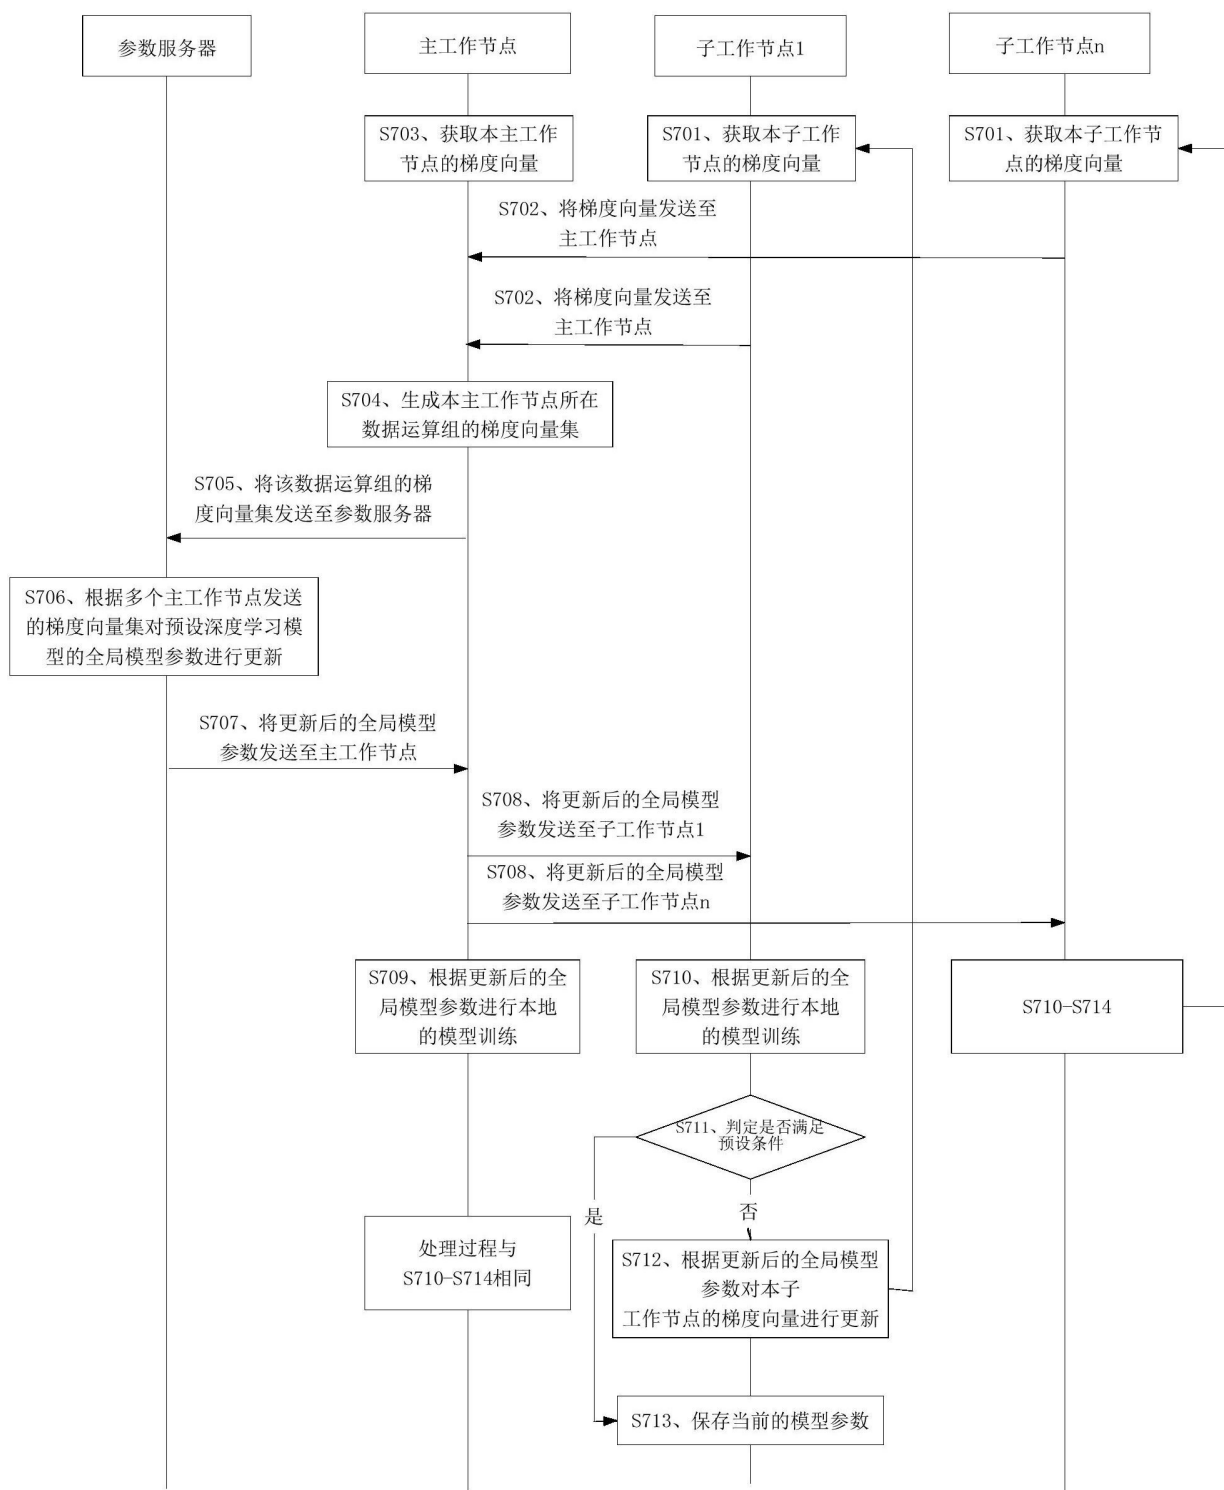 参数服务器
主工作节点
子工作节点1
子工作节点n
S703、获取本主工作
节点的梯度向量
S701、获取本子工作
节点的梯度向量
S701、获取本子工作节
点的梯度向量
S702、将梯度向量发送至
主工作节点
S702、将梯度向量发送至
主工作节点
S704、生成本主工作节点所在
数据运算组的梯度向量集
S705、将该数据运算组的梯
度向量集发送至参数服务器
S706、根据多个主工作节点发送
的梯度向量集对预设深度学习模
型的全局模型参数进行更新
S707、将更新后的全局模型
参数发送至主工作节点
S708、将更新后的全局模型
参数发送至子工作节点1
S708、将更新后的全局模型
参数发送至子工作节点n
S709、根据更新后的全
局模型参数进行本地
的模型训练
S710、根据更新后的全
局模型参数进行本地
的模型训练
S710-S714
S711、判定是否满足
预设条件
是
否
处理过程与
S710-S714相同
S712、根据更新后的全局模型
参数对本子
工作节点的梯度向量进行更新
S713、保存当前的模型参数